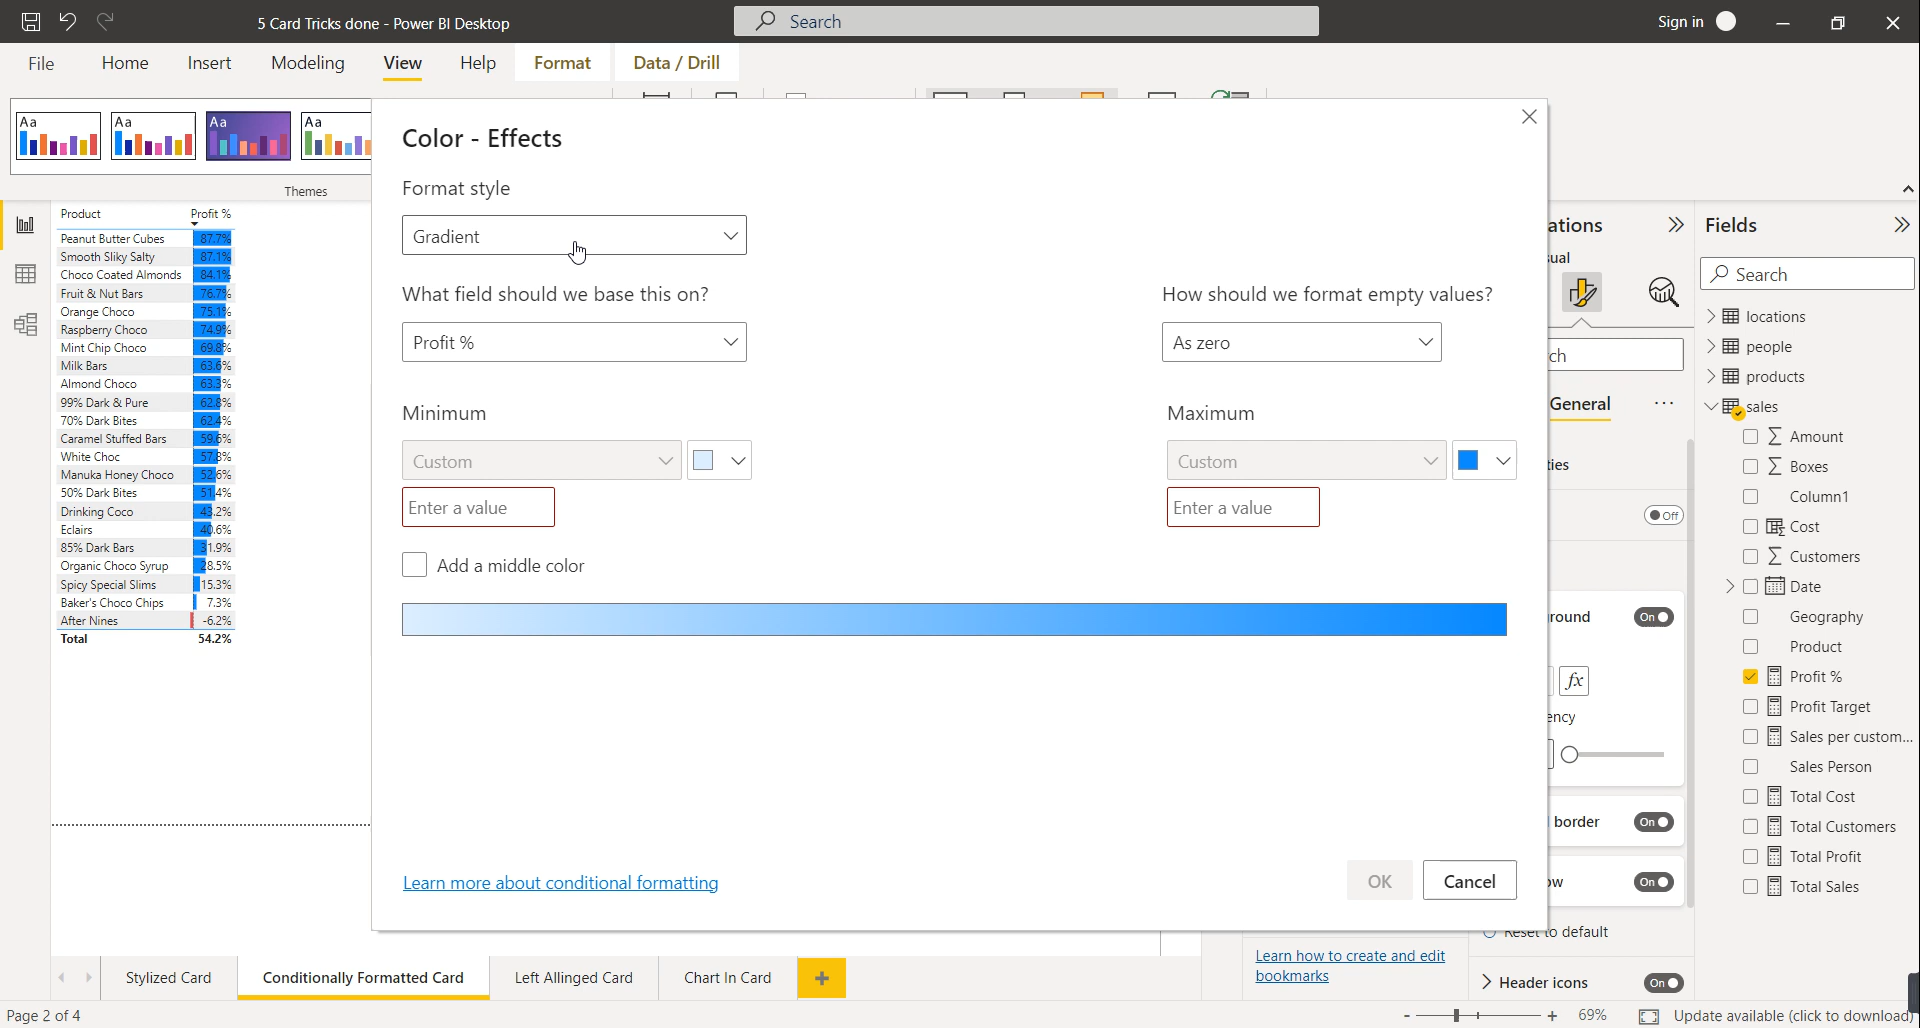 5 Card Tricks done - Power BI Desktop
Search
Sign in
File
Home
Insert
Modeling
View
Help
Format
Data / Drill
Aa
Aa
Aa
Aa
Themes
Product Profit %
Peanut Butter Cubes 87.7%
Smooth Sliky Salty 87.1%
Choco Coated Almonds 84.1%
Fruit & Nut Bars 76.7%
Orange Choco 75.1%
Raspberry Choco 74.9%
Mint Chip Choco 69.8%
Milk Bars 63.6%
Almond Choco 63.3%
99% Dark & Pure 62.8%
70% Dark Bites 62.4%
Caramel Stuffed Bars 59.6%
White Choc 57.8%
Manuka Honey Choco 52.6%
50% Dark Bites 51.4%
Drinking Coco 43.2%
Eclairs 40.6%
85% Dark Bars 31.9%
Organic Choco Syrup 28.5%
Spicy Special Slims 15.3%
Baker's Choco Chips 7.3%
After Nines -6.2%
Total 54.2%
Color - Effects
Format style
Gradient
What field should we base this on?
How should we format empty values?
Profit %
As zero
Minimum
Maximum
Custom
Custom
Enter a value
Enter a value
Add a middle color
Learn more about conditional formatting
OK
Cancel
ations
ual
ch
General
...
ties
Off
round
On
fx
ency
border
On
ow
On
Reset to default
Header icons
On
Learn how to create and edit
bookmarks
Fields
Search
locations
people
products
sales
Amount
Boxes
Column1
Cost
Customers
Date
Geography
Product
Profit %
Profit Target
Sales per custom...
Sales Person
Total Cost
Total Customers
Total Profit
Total Sales
Stylized Card
Conditionally Formatted Card
Left Allinged Card
Chart In Card
+
Page 2 of 4
- + 69%
Update available (click to download)